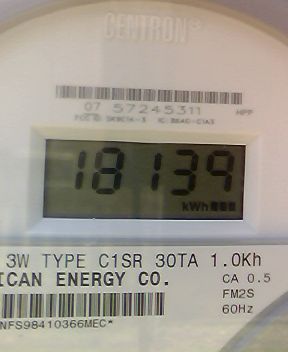 CENTRON®
07 57245311 HPP
18139
kWh
3W TYPE C1SR 30TA 1.0Kh
ICAN ENERGY CO. CA 0.5
FM2S
NFS98410366MEC* 60Hz